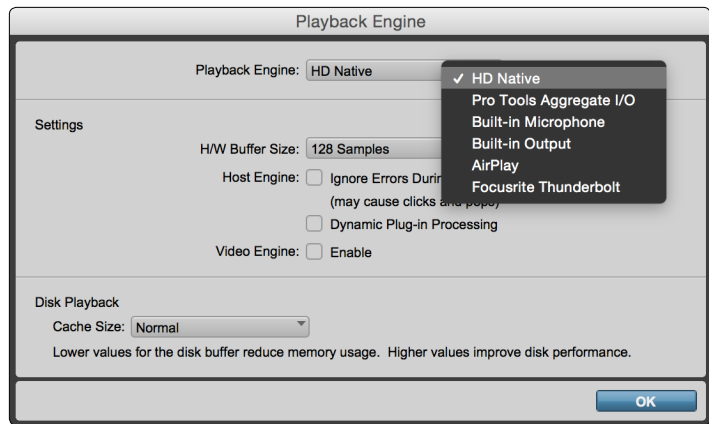 Playback Engine
Playback Engine: HD Native
✓ HD Native
Pro Tools Aggregate I/O
Built-in Microphone
Built-in Output
AirPlay
Focusrite Thunderbolt
Settings
H/W Buffer Size: 128 Samples
Host Engine: Ignore Errors
(may cause clicks and pops)
Dynamic Plug-in Processing
Video Engine: Enable
Disk Playback
Cache Size: Normal
Lower values for the disk buffer reduce memory usage. Higher values improve disk performance.
OK